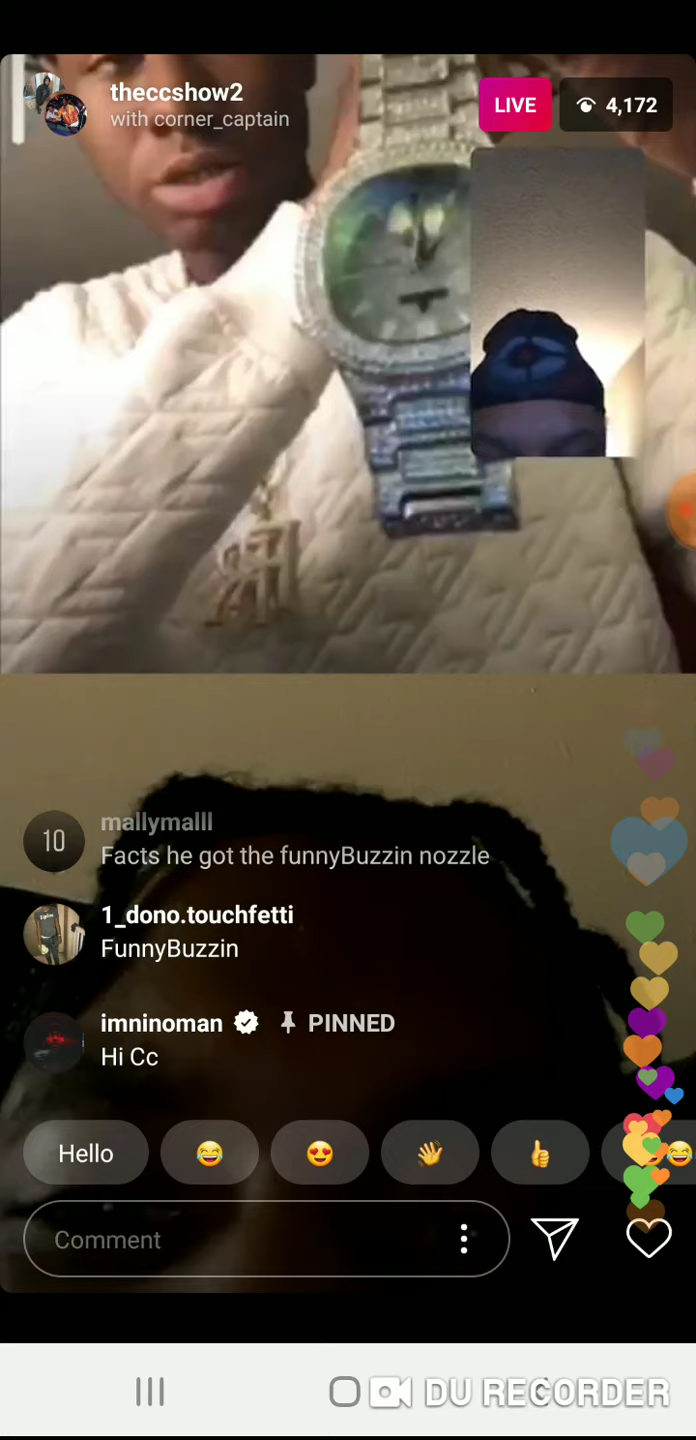 theccshow2
with corner_captain
LIVE
4,172
mallymalll
10
Facts he got the funnyBuzzin nozzle
1_dono.touchfetti
FunnyBuzzin
imninoman PINNED
Hi Cc
Hello
Comment
DU RECORDER